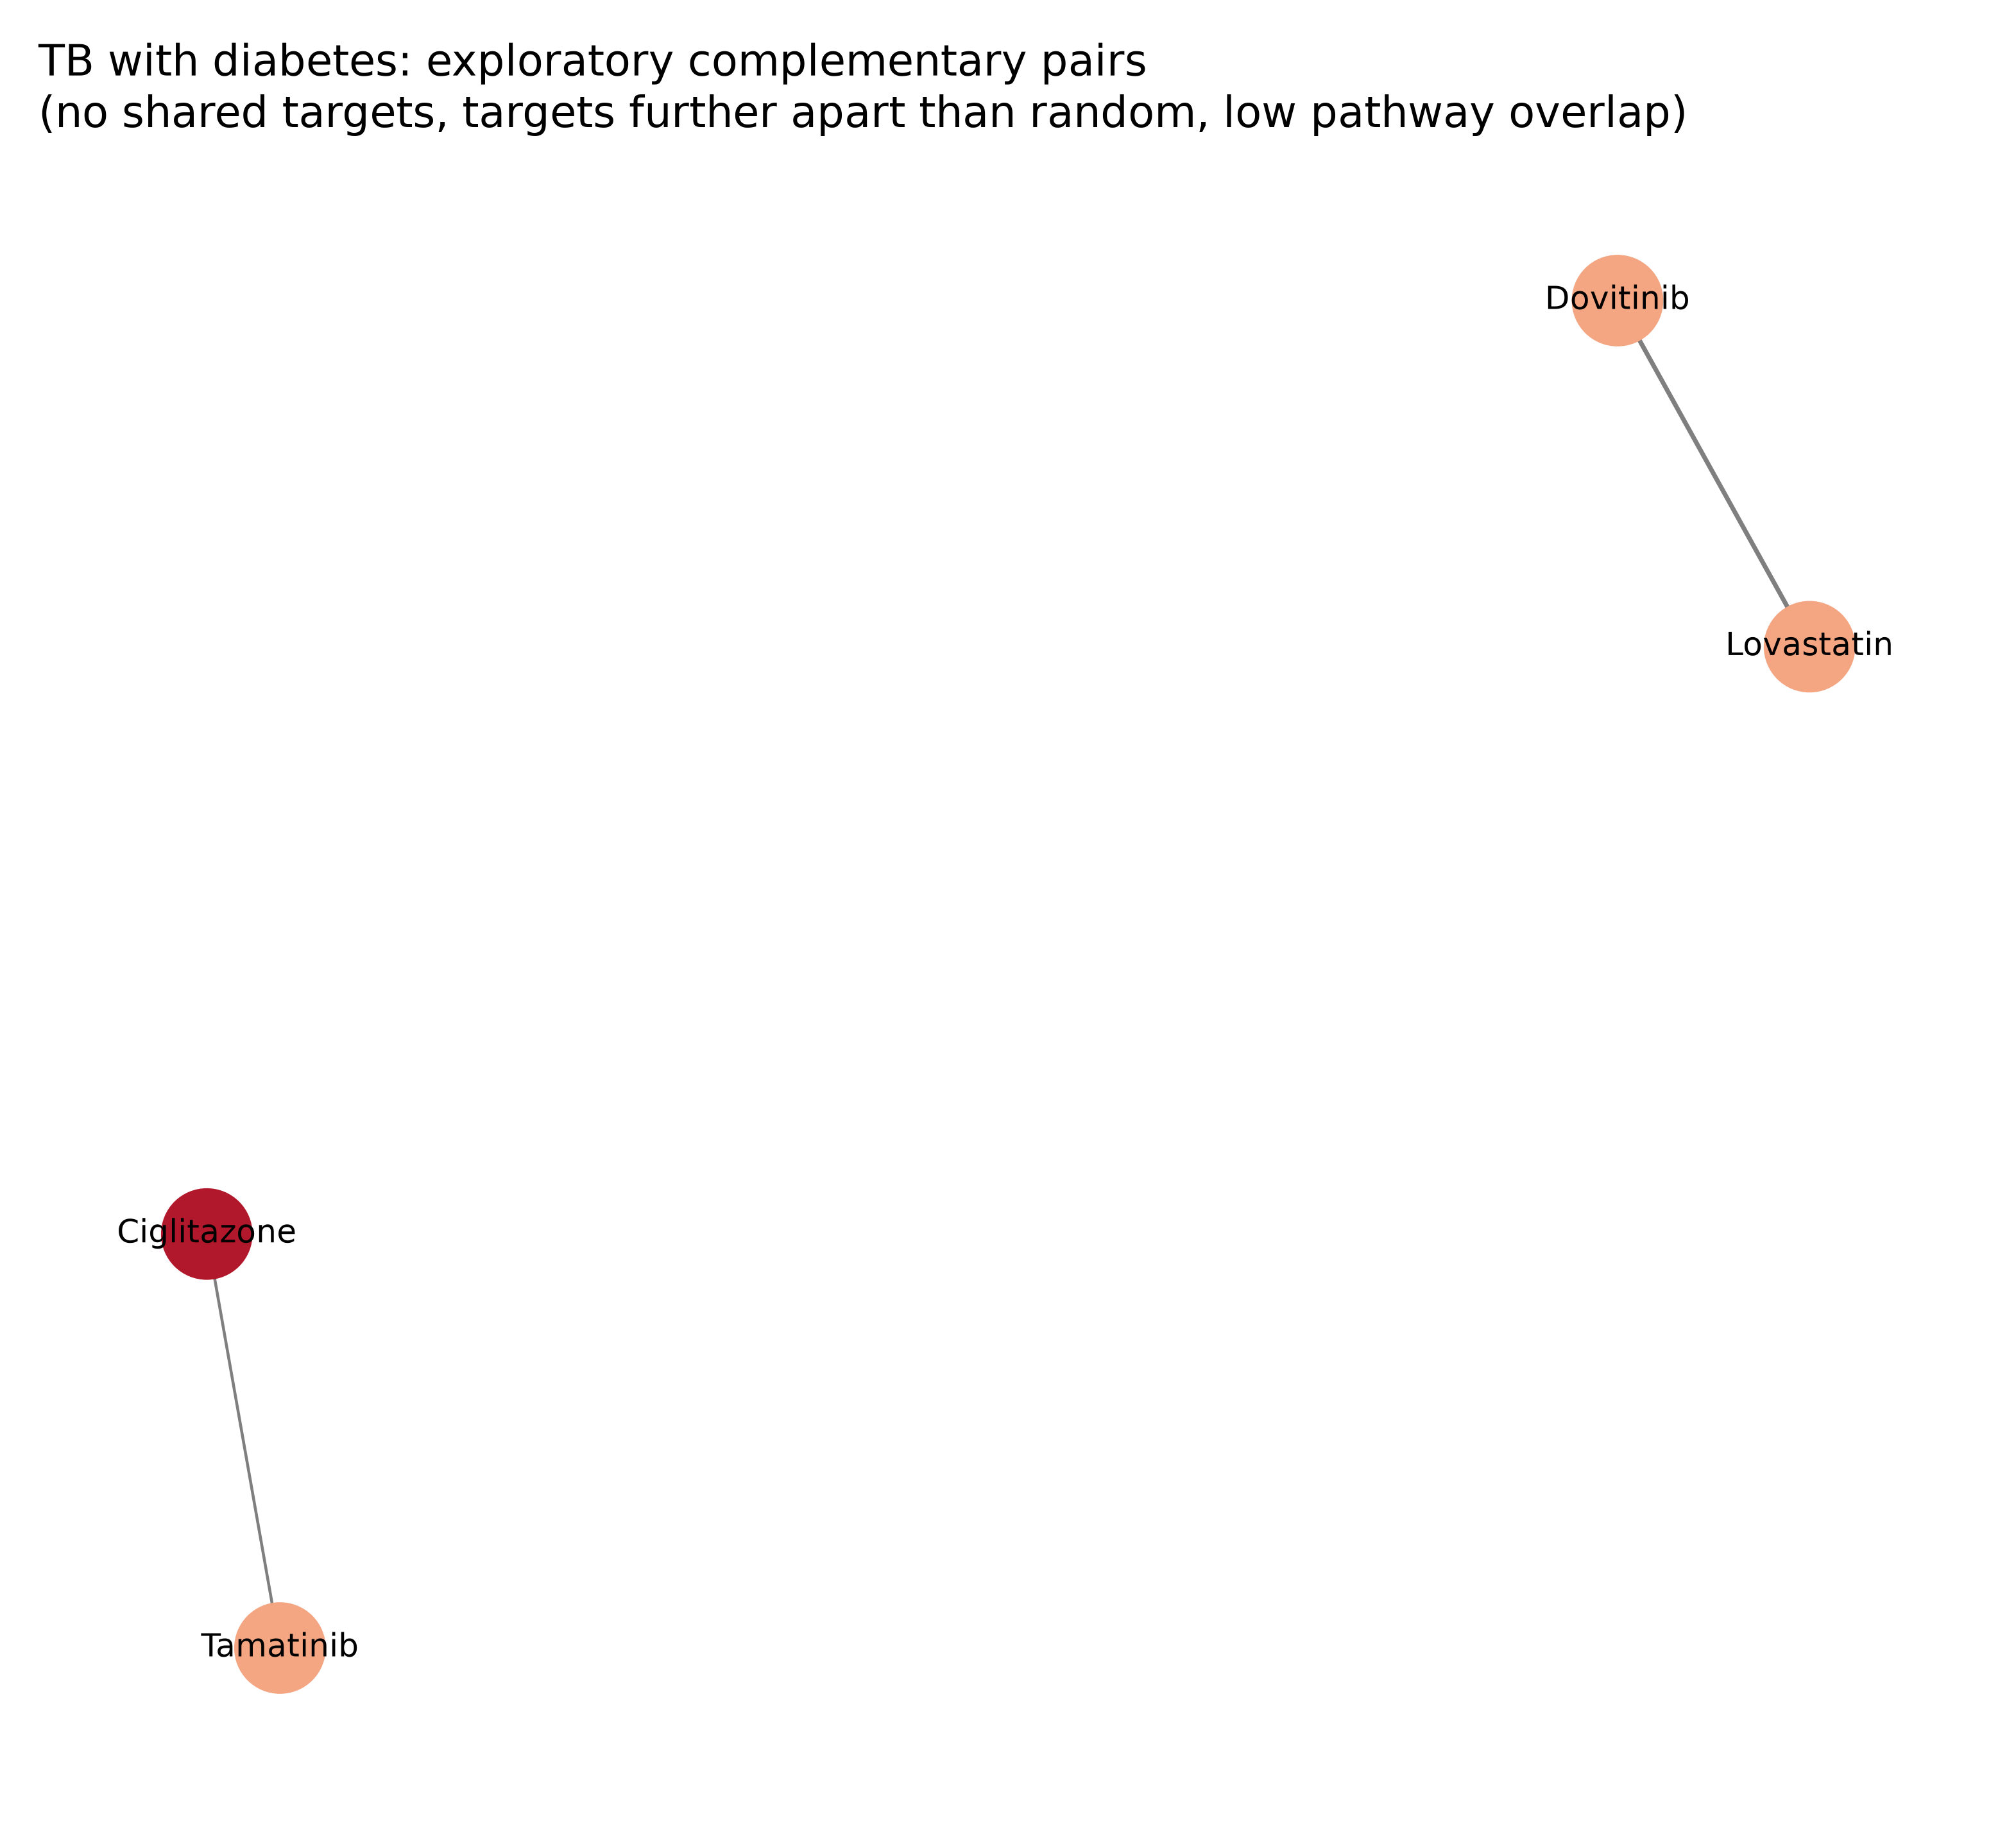 TB with diabetes: exploratory complementary pairs
(no shared targets, targets further apart than random, low pathway overlap)
Dovitinib
Lovastatin
Ciglitazone
Tamatinib